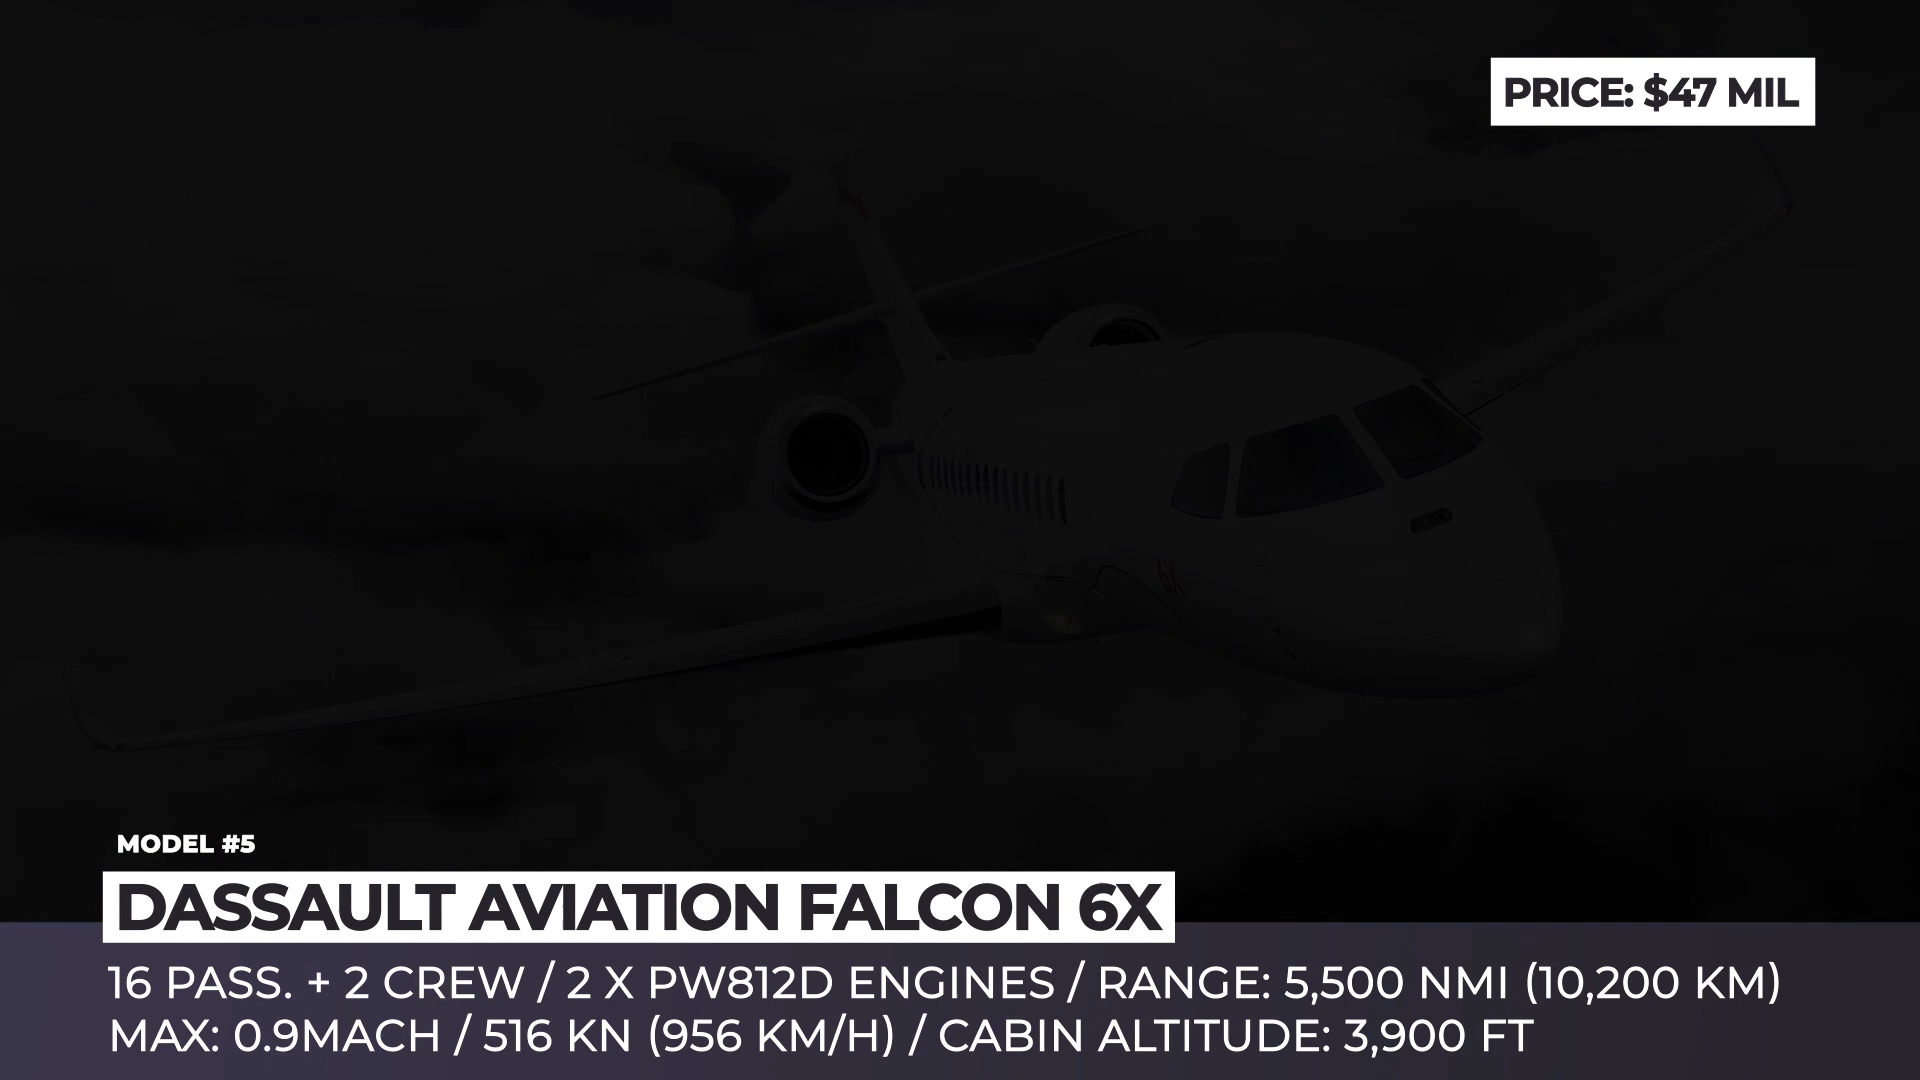 PRICE: $47 MIL
MODEL #5
DASSAULT AVIATION FALCON 6X
16 PASS. + 2 CREW / 2 X PW812D ENGINES / RANGE: 5,500 NMI (10,200 KM)
MAX: 0.9MACH / 516 KN (956 KM/H) / CABIN ALTITUDE: 3,900 FT
6X